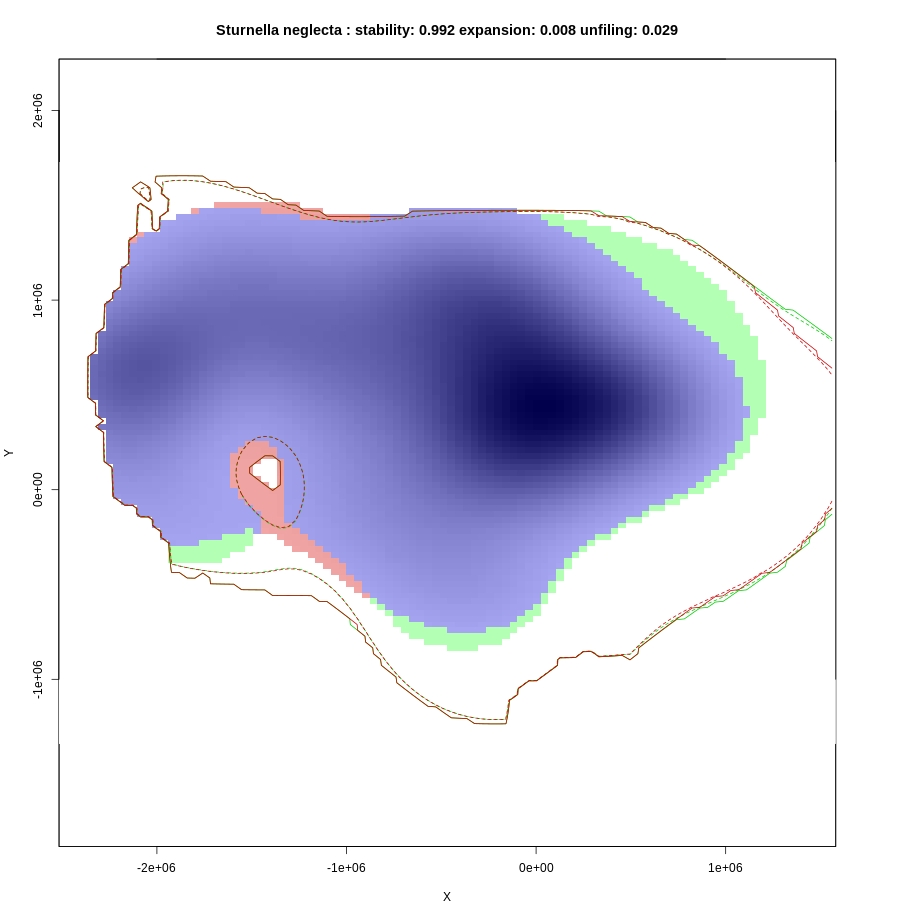 Sturnella neglecta : stability: 0.992 expansion: 0.008 unfiling: 0.029
2e+06
1e+06
0e+00
-1e+06
Y
-2e+06 -1e+06 0e+00 1e+06
X